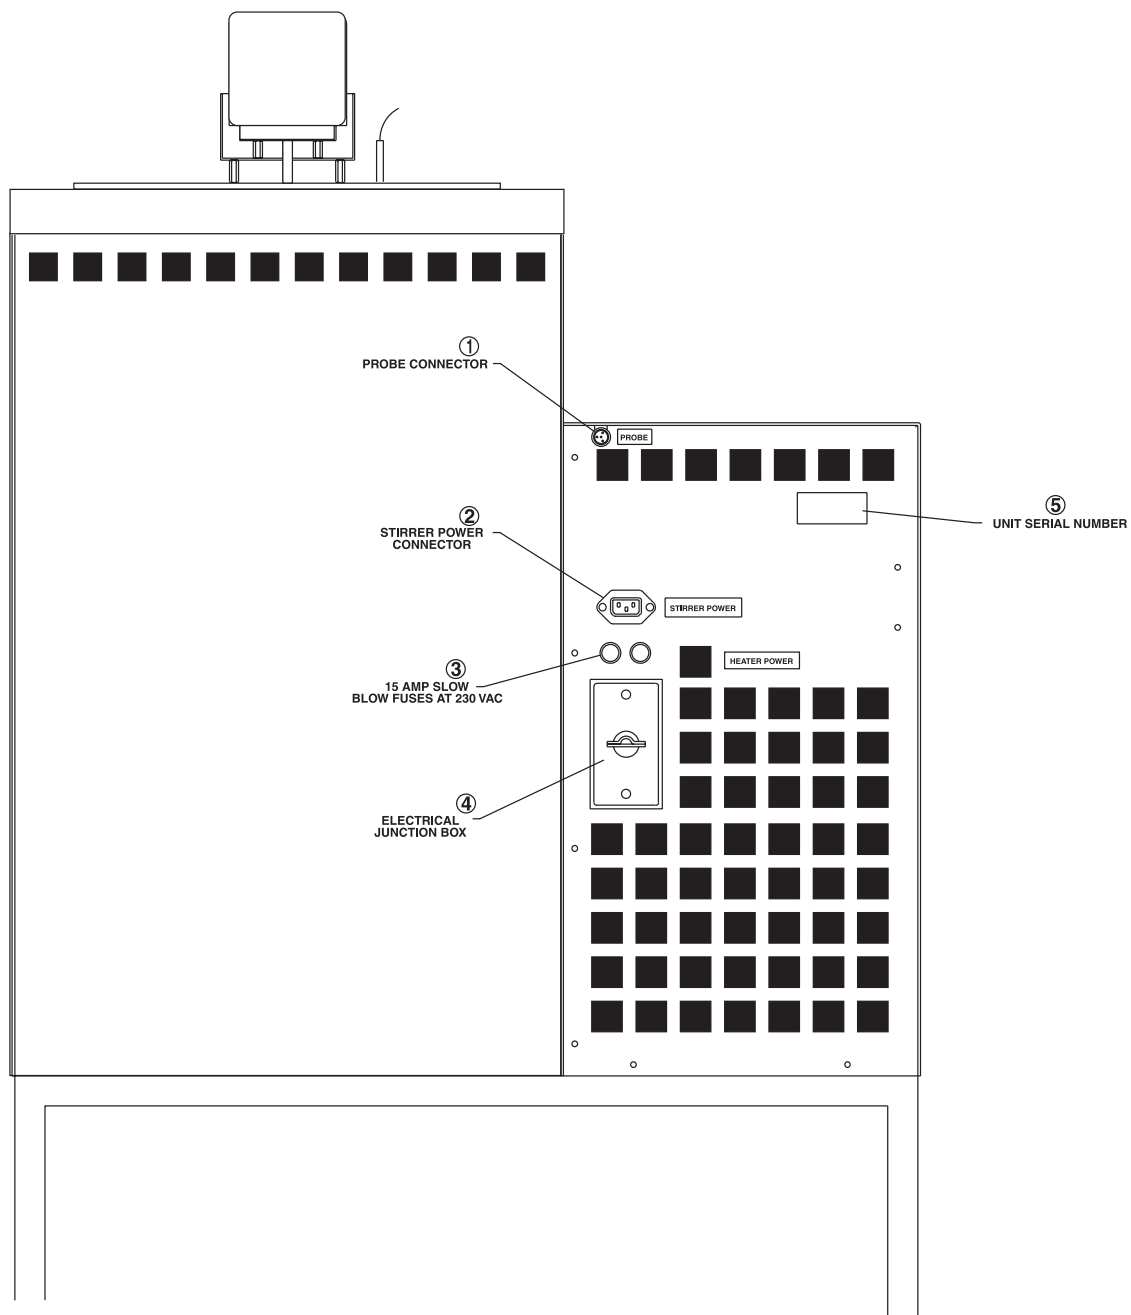 ①
PROBE CONNECTOR
PROBE
②
STIRRER POWER
CONNECTOR
⑤
UNIT SERIAL NUMBER
STIRRER POWER
③
15 AMP SLOW
BLOW FUSES AT 230 VAC
HEATER POWER
④
ELECTRICAL
JUNCTION BOX